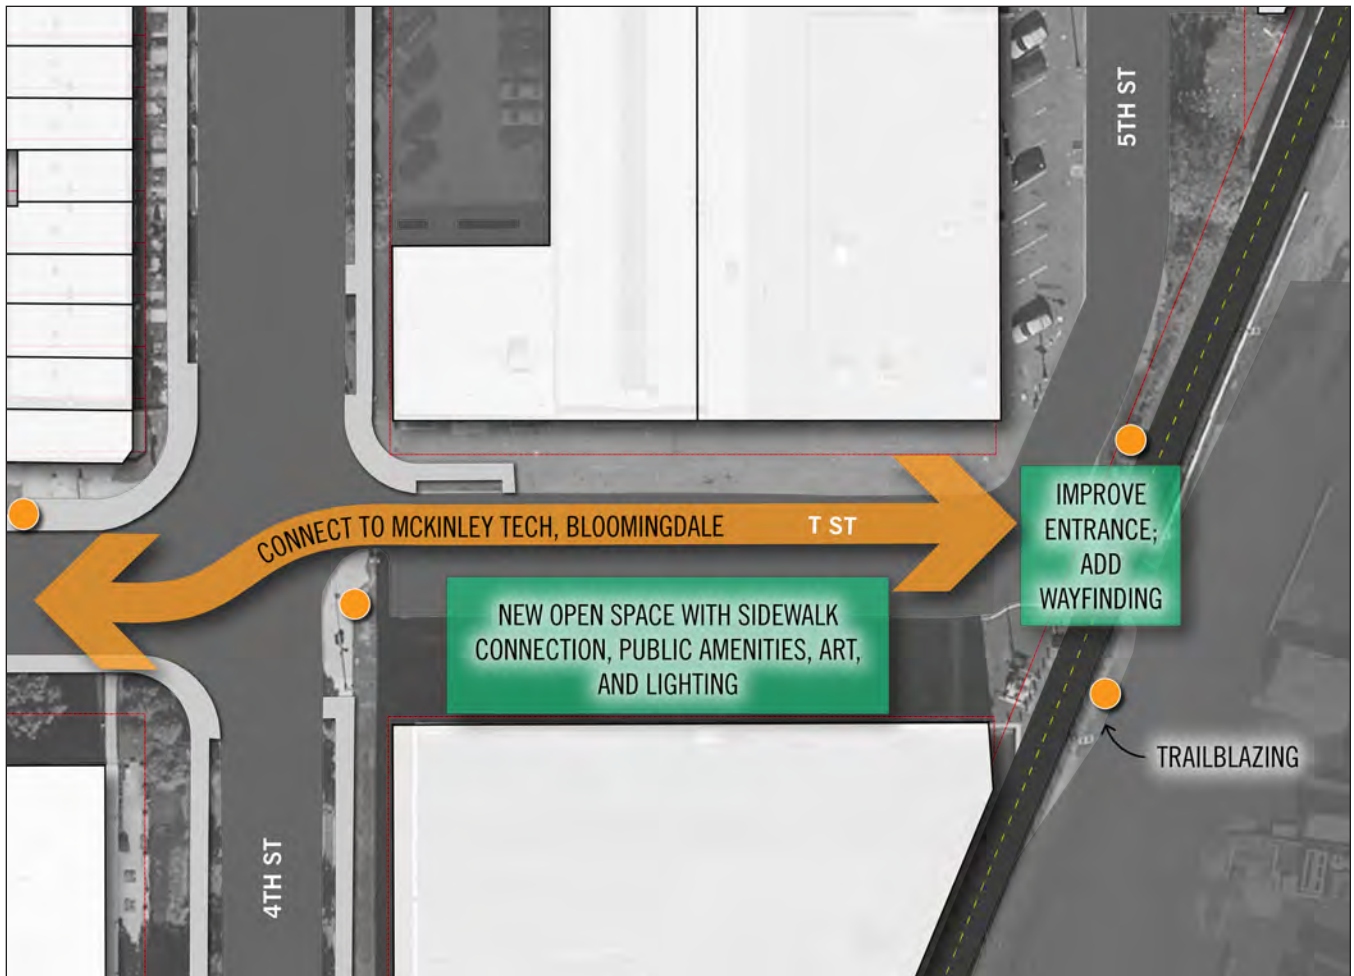 5TH ST
CONNECT TO MCKINLEY TECH, BLOOMINGDALE
T ST
IMPROVE
ENTRANCE;
ADD
WAYFINDING
NEW OPEN SPACE WITH SIDEWALK
CONNECTION, PUBLIC AMENITIES, ART,
AND LIGHTING
TRAILBLAZING
4TH ST